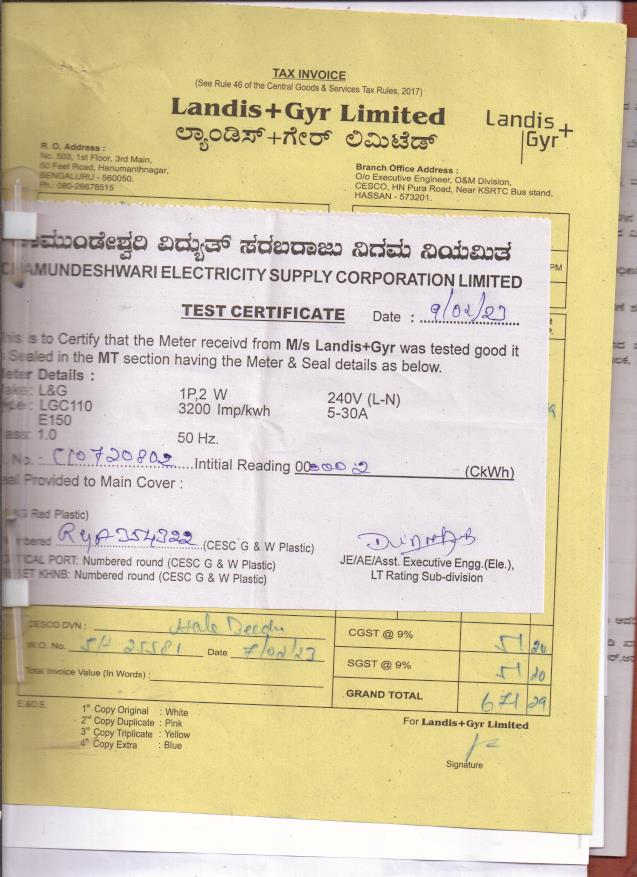 TAX INVOICE
(See Rule 46 of the Central Goods & Services Tax Rules, 2017)
Landis+Gyr Limited
ಲ್ಯಾಂಡಿಸ್+ಗೇರ್ ಲಿಮಿಟೆಡ್
Landis+
Gyr
R. O. Address :
No. 503, 1st Floor, 3rd Main,
50 Feet Road, Hanumanthnagar,
BENGALURU - 560050.
Ph.: 080-26678515
Branch Office Address :
O/o Executive Engineer, O&M Division,
CESCO, HN Pura Road, Near KSRTC Bus stand,
HASSAN - 573201.
ಮುಂಡೇಶ್ವರಿ ವಿದ್ಯುತ್ ಸರಬರಾಜು ನಿಗಮ ನಿಯಮಿತ
CHAMUNDESHWARI ELECTRICITY SUPPLY CORPORATION LIMITED
TEST CERTIFICATE Date : 9/02/23
This is to Certify that the Meter receivd from M/s Landis+Gyr was tested good it
Sealed in the MT section having the Meter & Seal details as below.
Meter Details :
L&G 1P,2 W 240V (L-N)
LGC110 3200 Imp/kwh 5-30A
E150
1.0 50 Hz.
No. : Intitial Reading 00 (CkWh)
Provided to Main Cover :
Red Plastic)
354322 (CESC G & W Plastic)
PORT: Numbered round (CESC G & W Plastic)
KHNB: Numbered round (CESC G & W Plastic)
JE/AE/Asst. Executive Engg.(Ele.),
LT Rating Sub-division
CESCO DVN :
W.O. No. 25581 Date 7/02/23
Total Invoice Value (In Words) :
CGST @ 9% 51 20
SGST @ 9% 51 20
GRAND TOTAL 671 29
E.&O.E.
1st Copy Original : White
2nd Copy Duplicate : Pink
3rd Copy Triplicate : Yellow
4th Copy Extra : Blue
For Landis+Gyr Limited
Signature